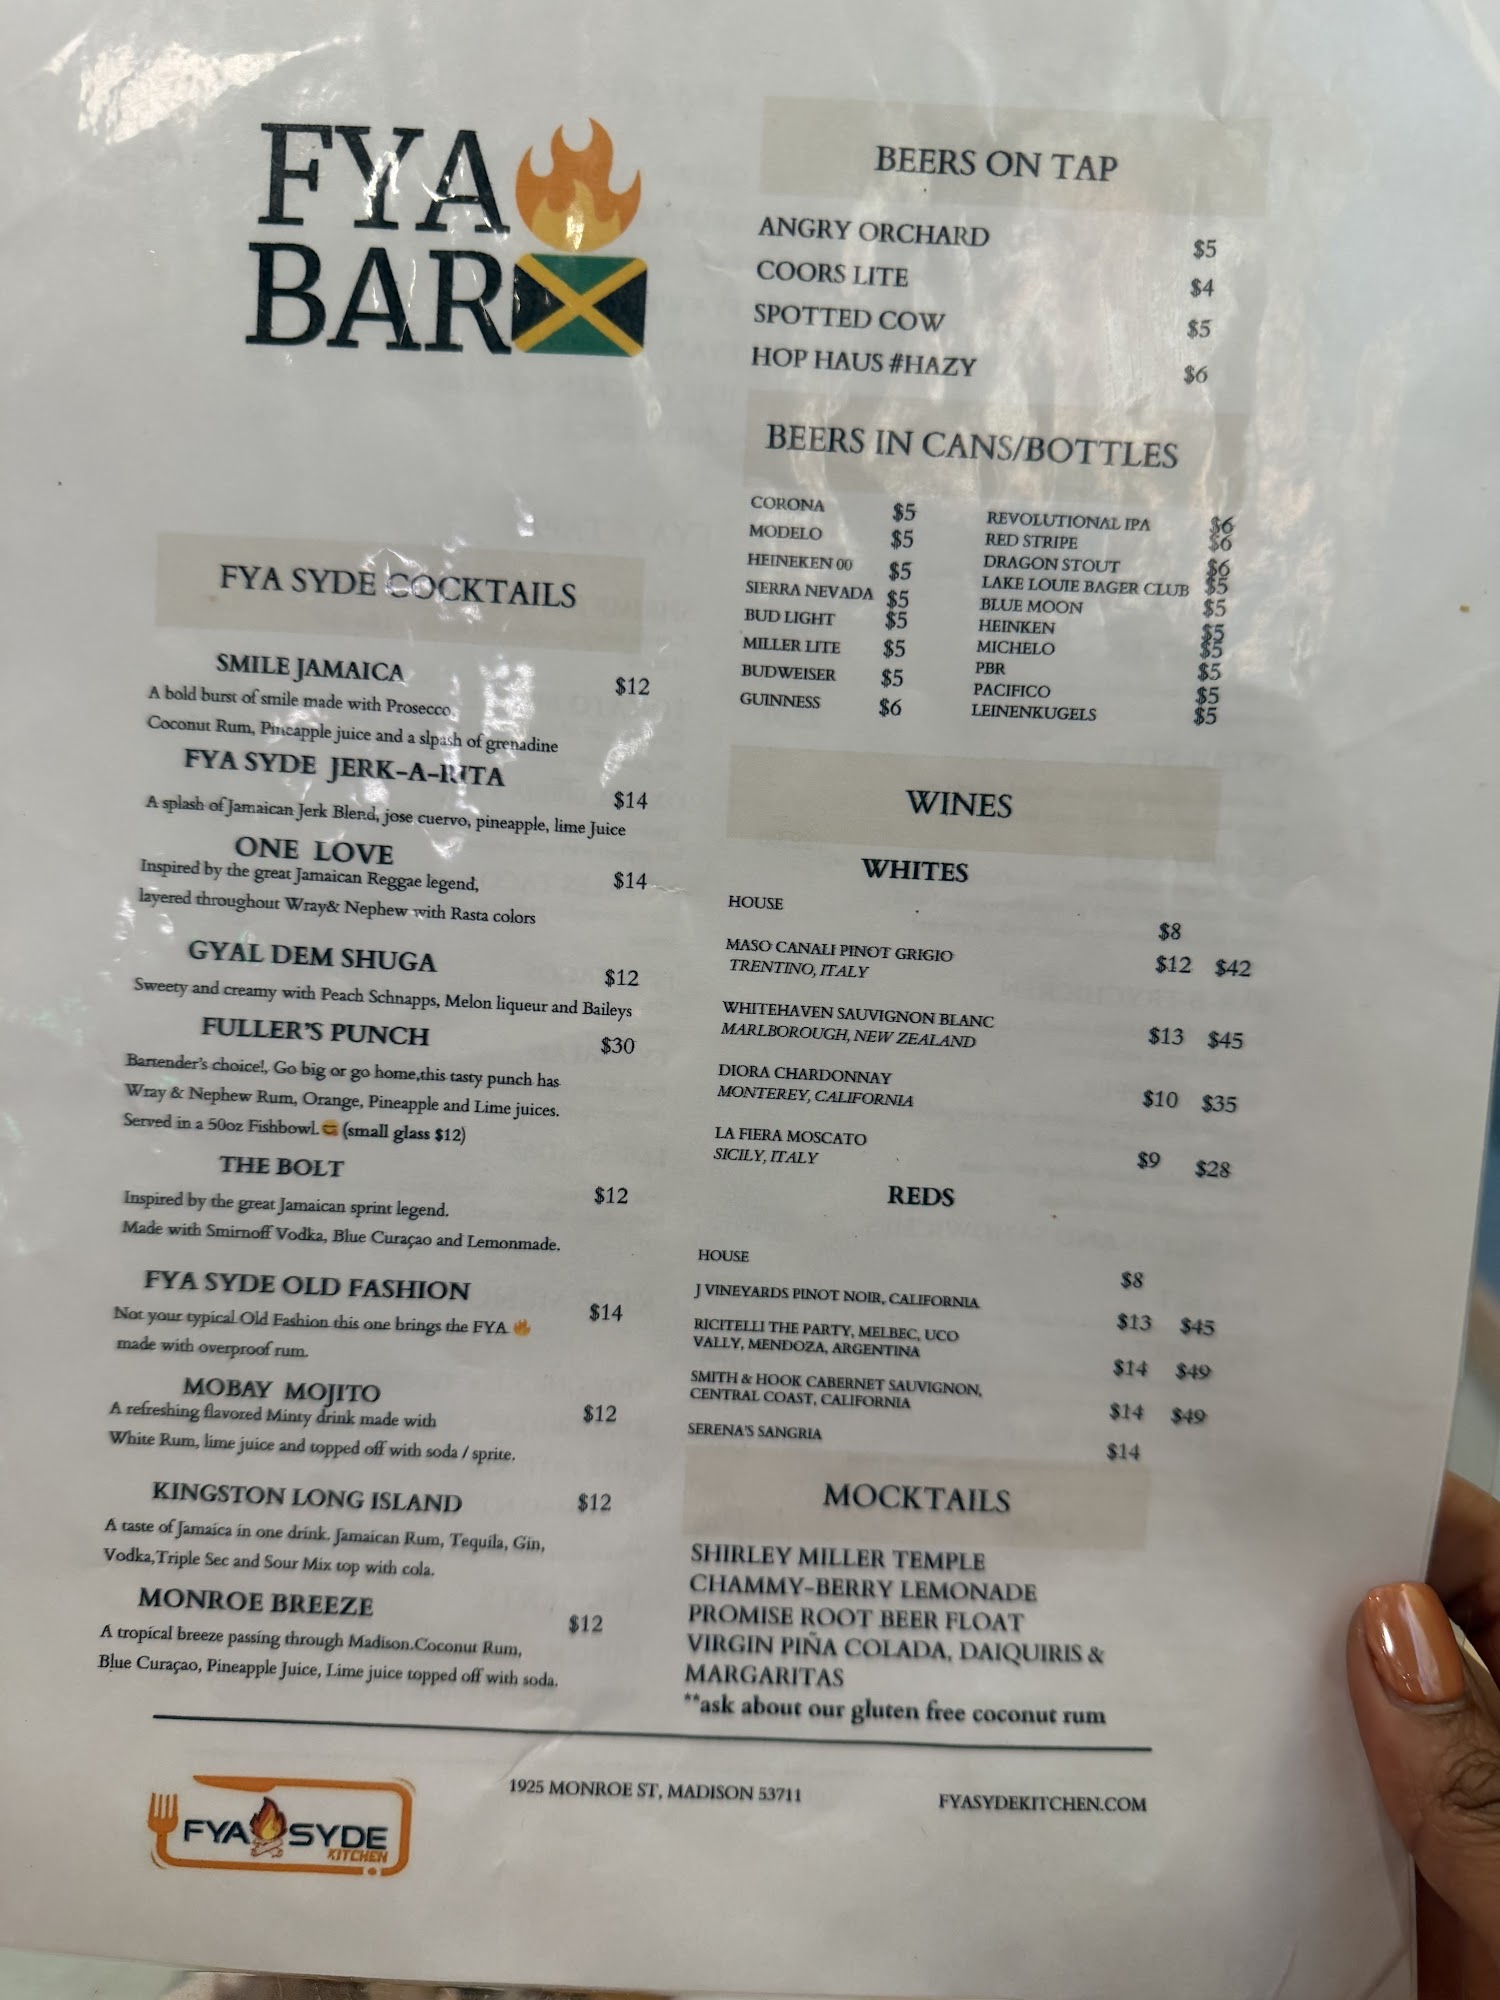 FYA
BAR
FYA SYDE COCKTAILS
SMILE JAMAICA
$12
A bold burst of smile made with Prosecco,
Coconut Rum, Pineapple juice and a slpash of grenadine
FYA SYDE JERK-A-RITA
$14
A splash of Jamaican Jerk Blend, jose cuervo, pineapple, lime Juice
ONE LOVE
Inspired by the great Jamaican Reggae legend, $14
layered throughout Wray& Nephew with Rasta colors
GYAL DEM SHUGA
$12
Sweety and creamy with Peach Schnapps, Melon liqueur and Baileys
FULLER'S PUNCH
$30
Bartender's choice!, Go big or go home,this tasty punch has
Wray & Nephew Rum, Orange, Pineapple and Lime juices.
Served in a 50oz Fishbowl. (small glass $12)
THE BOLT
$12
Inspired by the great Jamaican sprint legend.
Made with Smirnoff Vodka, Blue Curaçao and Lemonmade.
FYA SYDE OLD FASHION
$14
Not your typical Old Fashion this one brings the FYA 🔥
made with overproof rum.
MOBAY MOJITO
A refreshing flavored Minty drink made with $12
White Rum, lime juice and topped off with soda / sprite.
KINGSTON LONG ISLAND $12
A taste of Jamaica in one drink. Jamaican Rum, Tequila, Gin,
Vodka,Triple Sec and Sour Mix top with cola.
MONROE BREEZE
$12
A tropical breeze passing through Madison.Coconut Rum,
Blue Curaçao, Pineapple Juice, Lime juice topped off with soda.
BEERS ON TAP
ANGRY ORCHARD $5
COORS LITE $4
SPOTTED COW $5
HOP HAUS #HAZY $6
BEERS IN CANS/BOTTLES
CORONA $5
MODELO $5
HEINEKEN 00 $5
SIERRA NEVADA $5
BUD LIGHT $5
MILLER LITE $5
BUDWEISER $5
GUINNESS $6
REVOLUTIONAL IPA $6
RED STRIPE $6
DRAGON STOUT $6
LAKE LOUIE BAGER CLUB $5
BLUE MOON $5
HEINKEN $5
MICHELO $5
PBR $5
PACIFICO $5
LEINENKUGELS $5
WINES
WHITES
HOUSE $8
MASO CANALI PINOT GRIGIO $12 $42
TRENTINO, ITALY
WHITEHAVEN SAUVIGNON BLANC
MARLBOROUGH, NEW ZEALAND $13 $45
DIORA CHARDONNAY
MONTEREY, CALIFORNIA $10 $35
LA FIERA MOSCATO
SICILY, ITALY $9 $28
REDS
HOUSE $8
J VINEYARDS PINOT NOIR, CALIFORNIA $13 $45
RICITELLI THE PARTY, MELBEC, UCO
VALLY, MENDOZA, ARGENTINA $14 $49
SMITH & HOOK CABERNET SAUVIGNON,
CENTRAL COAST, CALIFORNIA $14 $49
SERENA'S SANGRIA $14
MOCKTAILS
SHIRLEY MILLER TEMPLE
CHAMMY-BERRY LEMONADE
PROMISE ROOT BEER FLOAT
VIRGIN PIÑA COLADA, DAIQUIRIS &
MARGARITAS
**ask about our gluten free coconut rum
FYA SYDE
KITCHEN
1925 MONROE ST, MADISON 53711
FYASYDEKITCHEN.COM